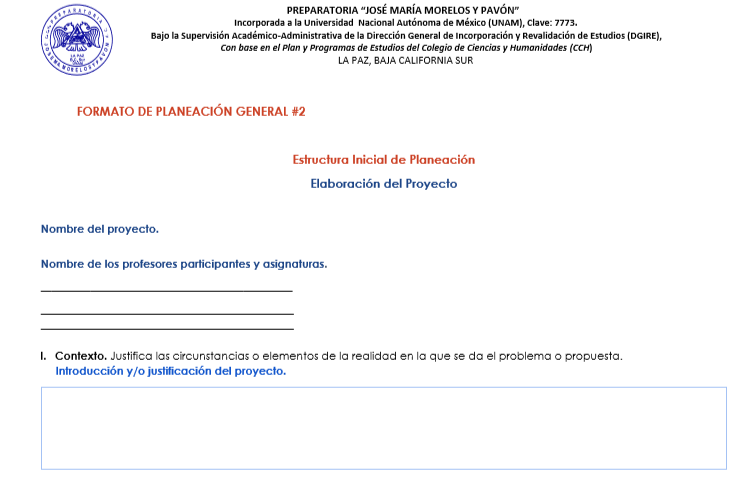 PREPARATORIA “JOSÉ MARÍA MORELOS Y PAVÓN”
Incorporada a la Universidad Nacional Autónoma de México (UNAM), Clave: 7773.
Bajo la Supervisión Académico-Administrativa de la Dirección General de Incorporación y Revalidación de Estudios (DGIRE),
Con base en el Plan y Programas de Estudios del Colegio de Ciencias y Humanidades (CCH)
LA PAZ, BAJA CALIFORNIA SUR
FORMATO DE PLANEACIÓN GENERAL #2
Estructura Inicial de Planeación
Elaboración del Proyecto
Nombre del proyecto.
Nombre de los profesores participantes y asignaturas.
I. Contexto. Justifica las circunstancias o elementos de la realidad en la que se da el problema o propuesta.
Introducción y/o justificación del proyecto.